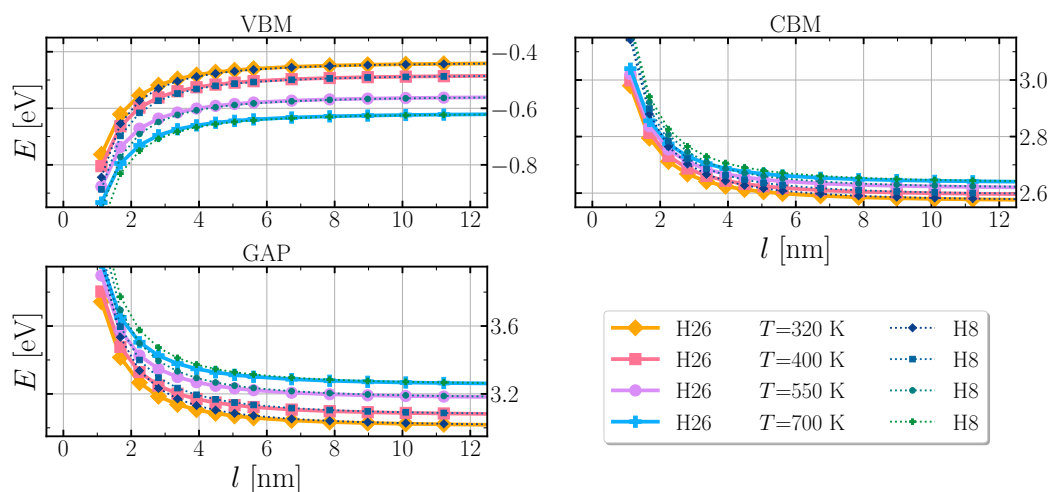 VBM
CBM
E [eV]
−0.4
−0.6
−0.8
3.0
2.8
2.6
0 2 4 6 8 10 12
0 2 4 6 8 10 12
l [nm]
GAP
E [eV]
3.6
3.2
0 2 4 6 8 10 12
l [nm]
H26 T=320 K H8
H26 T=400 K H8
H26 T=550 K H8
H26 T=700 K H8